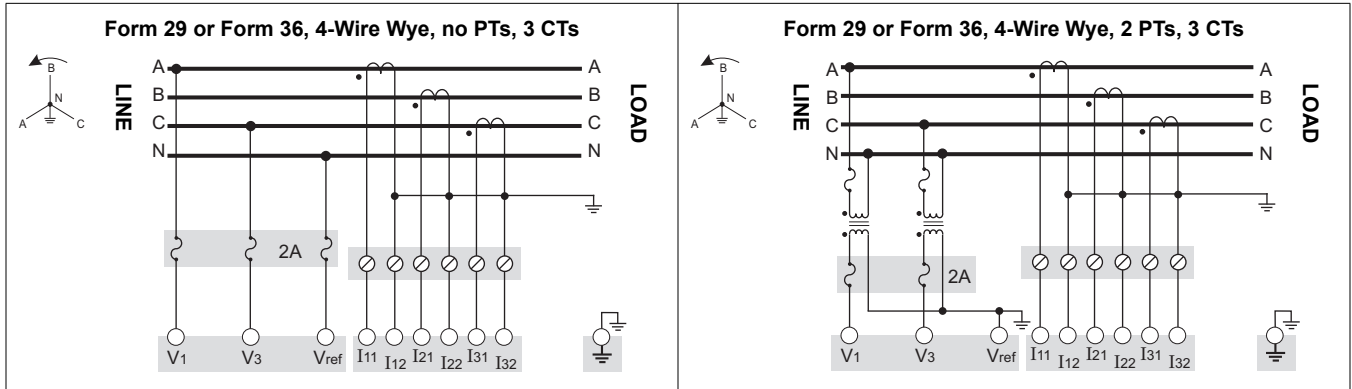 Form 29 or Form 36, 4-Wire Wye, no PTs, 3 CTs
B
N
A
C
LINE
A
B
C
N
A
B
C
N
LOAD
2A
V1
V3
Vref
I11
I12
I21
I22
I31
I32
Form 29 or Form 36, 4-Wire Wye, 2 PTs, 3 CTs
B
N
A
C
LINE
A
B
C
N
A
B
C
N
LOAD
2A
V1
V3
Vref
I11
I12
I21
I22
I31
I32